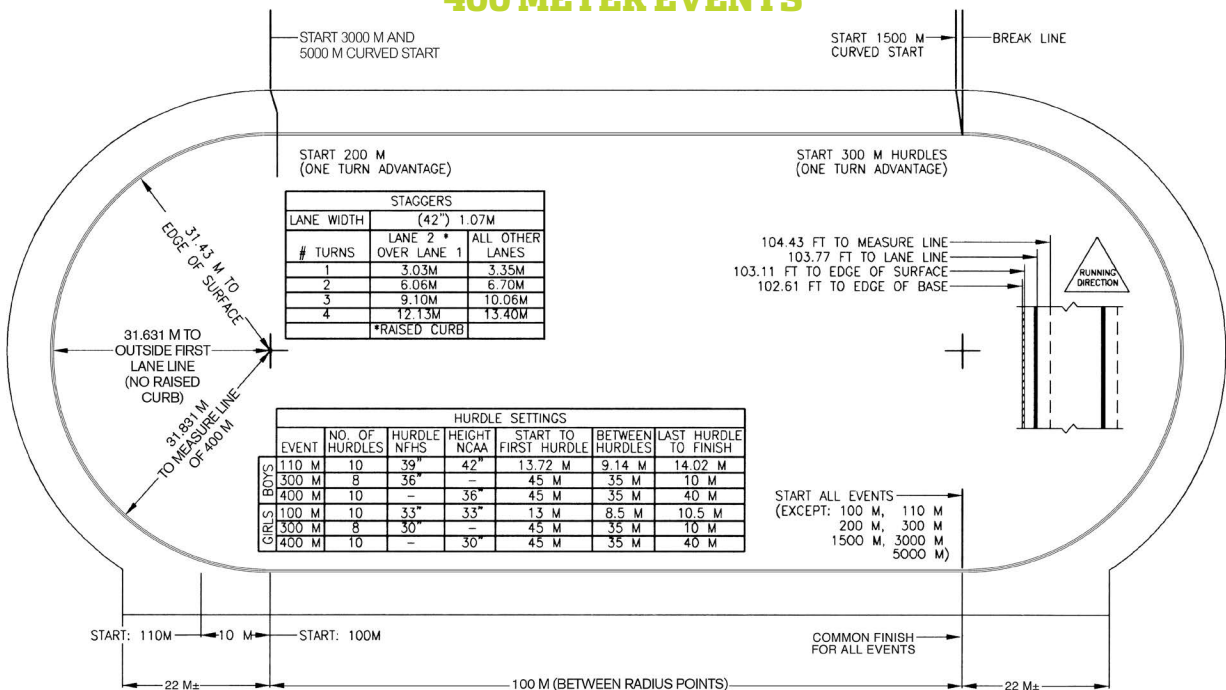 400 METER EVENTS
START 3000 M AND
5000 M CURVED START
START 1500 M
CURVED START
BREAK LINE
START 200 M
(ONE TURN ADVANTAGE)
START 300 M HURDLES
(ONE TURN ADVANTAGE)
STAGGERS
LANE WIDTH (42") 1.07M
# TURNS LANE 2 * OVER LANE 1 ALL OTHER LANES
1 3.03M 3.35M
2 6.06M 6.70M
3 9.10M 10.06M
4 12.13M 13.40M
*RAISED CURB
31.43 M TO
EDGE OF SURFACE
31.631 M TO
OUTSIDE FIRST
LANE LINE
(NO RAISED
CURB)
31.831 M
TO MEASURE LINE
OF 400 M
104.43 FT TO MEASURE LINE
103.77 FT TO LANE LINE
103.11 FT TO EDGE OF SURFACE
102.61 FT TO EDGE OF BASE
RUNNING
DIRECTION
HURDLE SETTINGS
EVENT NO. OF HURDLES HURDLE NFHS HEIGHT NCAA START TO FIRST HURDLE BETWEEN HURDLES LAST HURDLE TO FINISH
BOYS
110 M 10 39" 42" 13.72 M 9.14 M 14.02 M
300 M 8 36" – 45 M 35 M 10 M
400 M 10 – 36" 45 M 35 M 40 M
GIRLS
100 M 10 33" 33" 13 M 8.5 M 10.5 M
300 M 8 30" – 45 M 35 M 10 M
400 M 10 – 30" 45 M 35 M 40 M
START ALL EVENTS
(EXCEPT: 100 M, 110 M
200 M, 300 M
1500 M, 3000 M
5000 M)
START: 110M
10 M
START: 100M
COMMON FINISH
FOR ALL EVENTS
22 M±
100 M (BETWEEN RADIUS POINTS)
22 M±